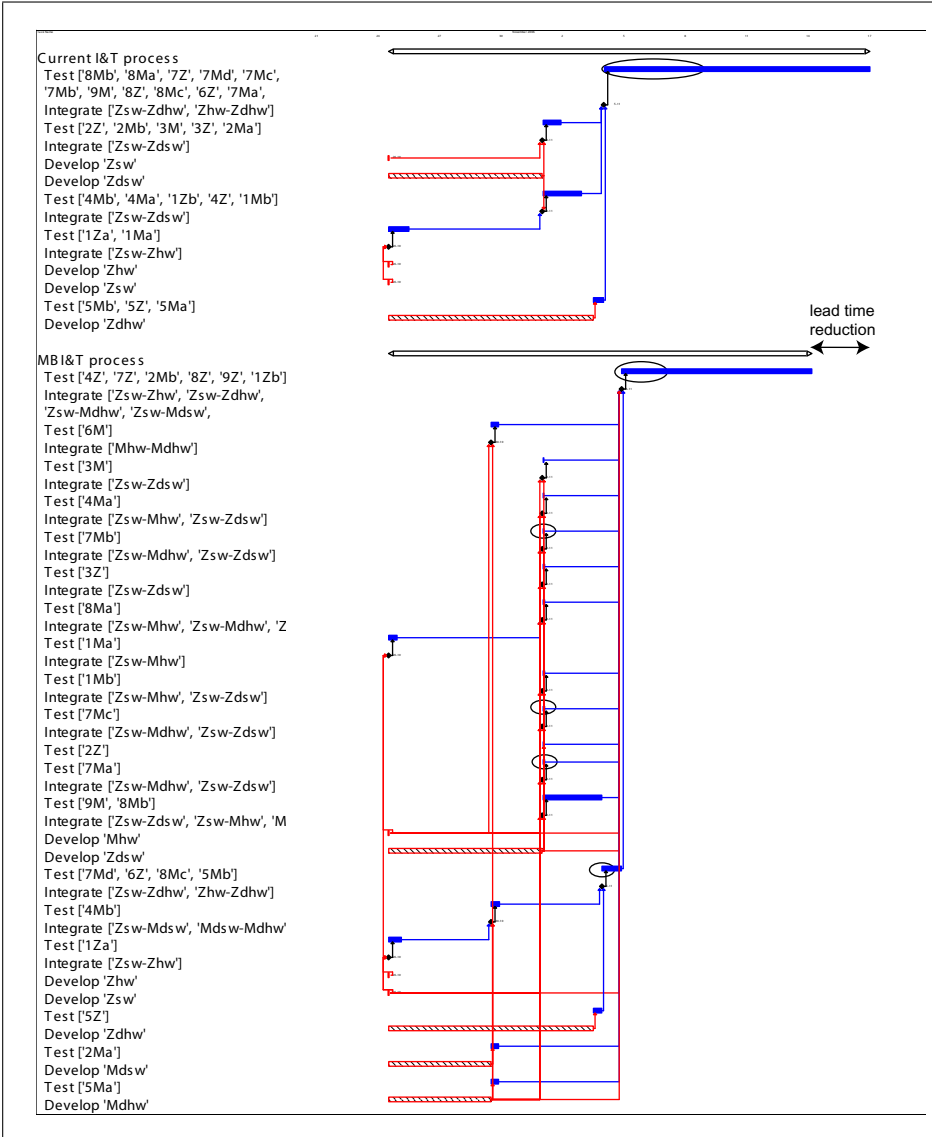 Current I&T process
Test ['8Mb', '8Ma', '7Z', '7Md', '7Mc',
'7Mb', '9M', '8Z', '8Mc', '6Z', '7Ma',
Integrate ['Zsw-Zdhw', 'Zhw-Zdhw']
Test ['2Z', '2Mb', '3M', '3Z', '2Ma']
Integrate ['Zsw-Zdsw']
Develop 'Zsw'
Develop 'Zdsw'
Test ['4Mb', '4Ma', '1Zb', '4Z', '1Mb']
Integrate ['Zsw-Zdsw']
Test ['1Za', '1Ma']
Integrate ['Zsw-Zhw']
Develop 'Zhw'
Develop 'Zsw'
Test ['5Mb', '5Z', '5Ma']
Develop 'Zdhw'
lead time
reduction
MBI&T process
Test ['4Z', '7Z', '2Mb', '8Z', '9Z', '1Zb']
Integrate ['Zsw-Zhw', 'Zsw-Zdhw',
'Zsw-Mdhw', 'Zsw-Mdsw',
Test ['6M']
Integrate ['Mhw-Mdhw']
Test ['3M']
Integrate ['Zsw-Zdsw']
Test ['4Ma']
Integrate ['Zsw-Mhw', 'Zsw-Zdsw']
Test ['7Mb']
Integrate ['Zsw-Mdhw', 'Zsw-Zdsw']
Test ['3Z']
Integrate ['Zsw-Zdsw']
Test ['8Ma']
Integrate ['Zsw-Mhw', 'Zsw-Mdhw', 'Z
Test ['1Ma']
Integrate ['Zsw-Mhw']
Test ['1Mb']
Integrate ['Zsw-Mhw', 'Zsw-Zdsw']
Test ['7Mc']
Integrate ['Zsw-Mdhw', 'Zsw-Zdsw']
Test ['2Z']
Test ['7Ma']
Integrate ['Zsw-Mdhw', 'Zsw-Zdsw']
Test ['9M', '8Mb']
Integrate ['Zsw-Zdsw', 'Zsw-Mhw', 'M
Develop 'Mhw'
Develop 'Zdsw'
Test ['7Md', '6Z', '8Mc', '5Mb']
Integrate ['Zsw-Zdhw', 'Zhw-Zdhw']
Test ['4Mb']
Integrate ['Zsw-Mdsw', 'Mdsw-Mdhw'
Test ['1Za']
Integrate ['Zsw-Zhw']
Develop 'Zhw'
Develop 'Zsw'
Test ['5Z']
Develop 'Zdhw'
Test ['2Ma']
Develop 'Mdsw'
Test ['5Ma']
Develop 'Mdhw'